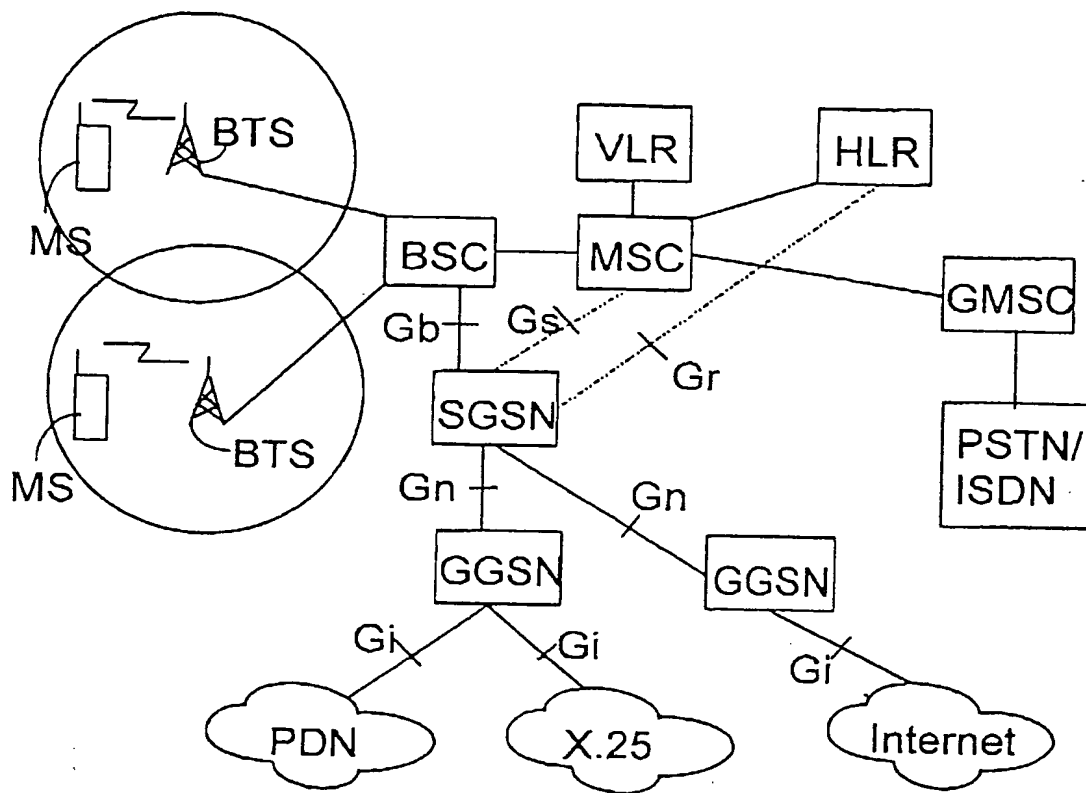 BTS
VLR
HLR
MS
BSC
MSC
GMSC
Gb
Gs
Gr
SGSN
BTS
MS
PSTN/
ISDN
Gn
Gn
GGSN
GGSN
Gi
Gi
Gi
PDN
X.25
Internet